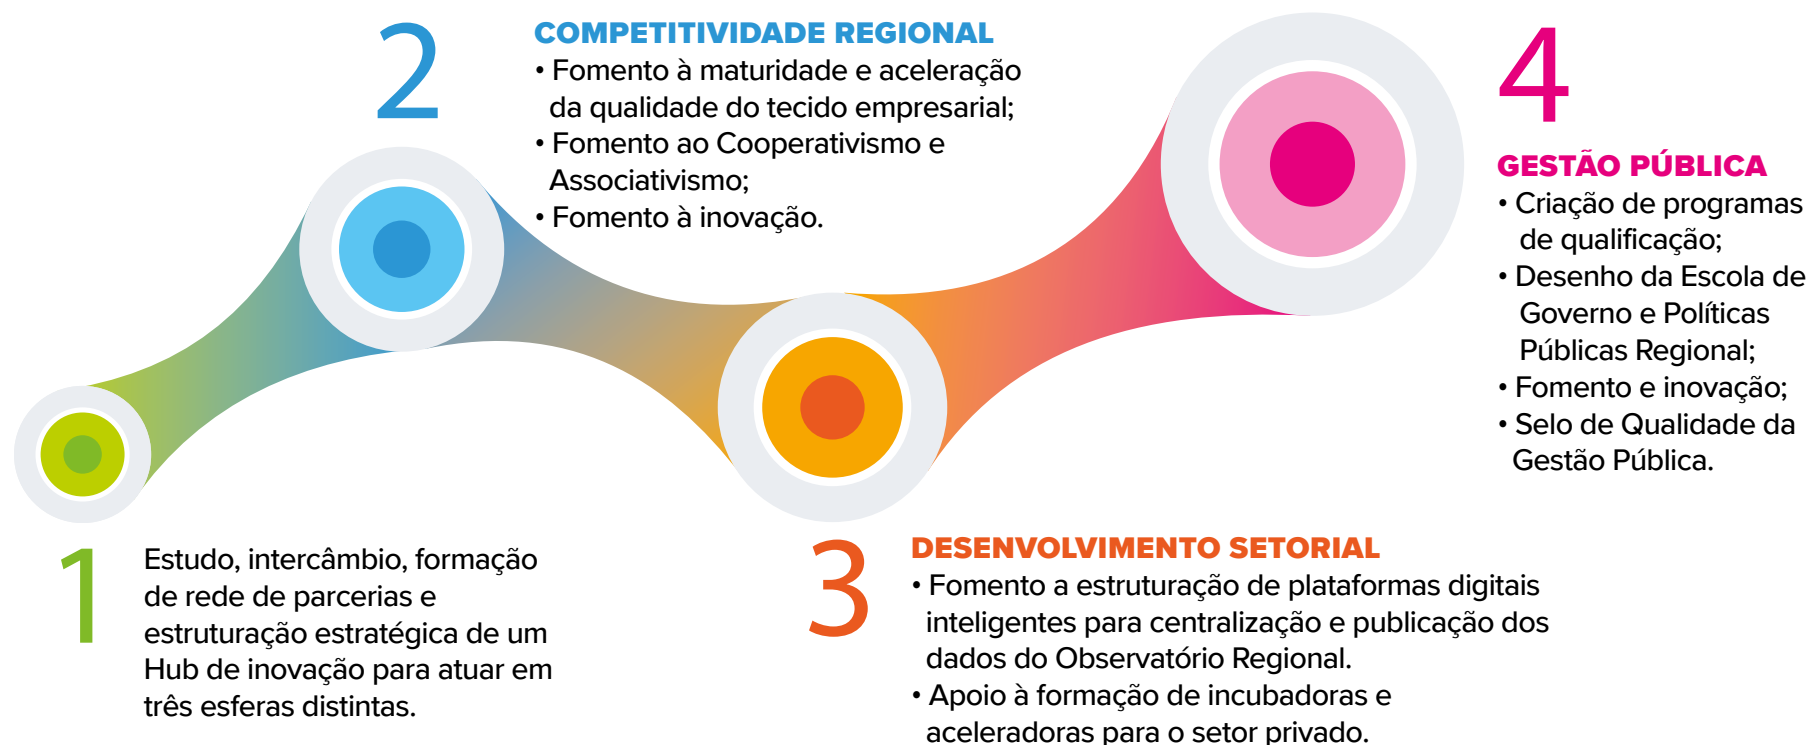 1
Estudo, intercâmbio, formação
de rede de parcerias e
estruturação estratégica de um
Hub de inovação para atuar em
três esferas distintas.
2
COMPETITIVIDADE REGIONAL
• Fomento à maturidade e aceleração
da qualidade do tecido empresarial;
• Fomento ao Cooperativismo e
Associativismo;
• Fomento à inovação.
3
DESENVOLVIMENTO SETORIAL
• Fomento a estruturação de plataformas digitais
inteligentes para centralização e publicação dos
dados do Observatório Regional.
• Apoio à formação de incubadoras e
aceleradoras para o setor privado.
4
GESTÃO PÚBLICA
• Criação de programas
de qualificação;
• Desenho da Escola de
Governo e Políticas
Públicas Regional;
• Fomento e inovação;
• Selo de Qualidade da
Gestão Pública.